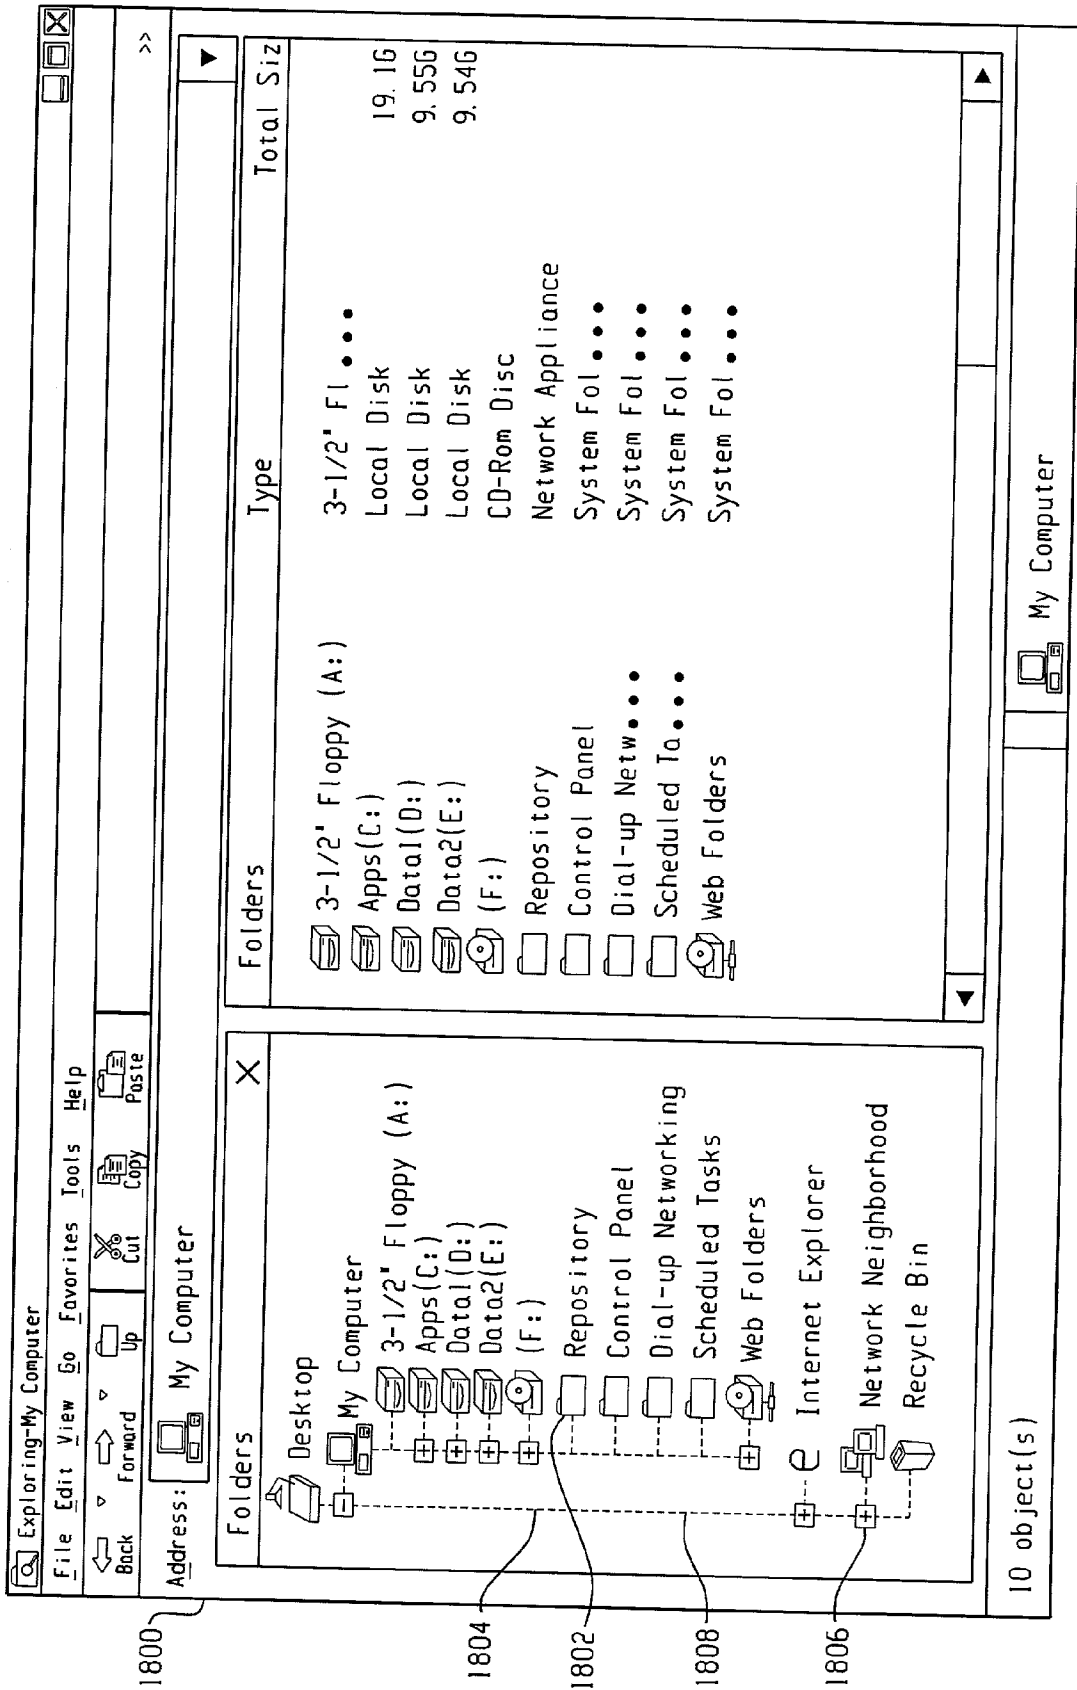 Exploring-My Computer
File Edit View Go Favorites Tools Help
Back Forward Up Cut Copy Paste >>
Address: My Computer
1800
Folders X
Desktop
My Computer
3-1/2" Floppy (A:)
Apps(C:)
Data1(D:)
Data2(E:)
(F:)
Repository
Control Panel
Dial-up Networking
Scheduled Tasks
Web Folders
Internet Explorer
Network Neighborhood
Recycle Bin
1804
1802
1808
1806
Folders Type Total Siz
3-1/2" Floppy (A:) 3-1/2" Fl...
Apps(C:) Local Disk 19.1G
Data1(D:) Local Disk 9.55G
Data2(E:) Local Disk 9.54G
(F:) CD-Rom Disc
Repository Network Appliance
Control Panel System Fol...
Dial-up Netw... System Fol...
Scheduled Ta... System Fol...
Web Folders System Fol...
10 object(s) My Computer